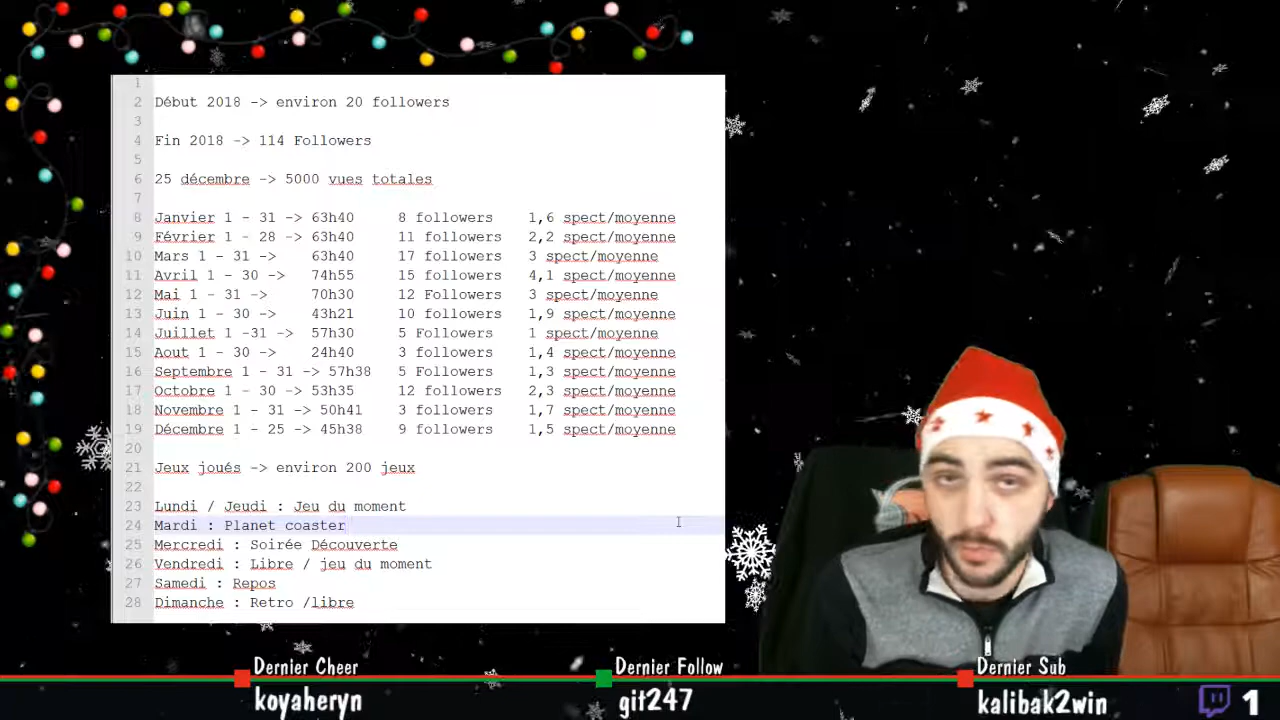 1
2 Début 2018 -> environ 20 followers
3
4 Fin 2018 -> 114 Followers
5
6 25 décembre -> 5000 vues totales
7
8 Janvier 1 - 31 -> 63h40 8 followers 1,6 spect/moyenne
9 Février 1 - 28 -> 63h40 11 followers 2,2 spect/moyenne
10 Mars 1 - 31 -> 63h40 17 followers 3 spect/moyenne
11 Avril 1 - 30 -> 74h55 15 followers 4,1 spect/moyenne
12 Mai 1 - 31 -> 70h30 12 Followers 3 spect/moyenne
13 Juin 1 - 30 -> 43h21 10 followers 1,9 spect/moyenne
14 Juillet 1 -31 -> 57h30 5 Followers 1 spect/moyenne
15 Aout 1 - 30 -> 24h40 3 followers 1,4 spect/moyenne
16 Septembre 1 - 31 -> 57h38 5 Followers 1,3 spect/moyenne
17 Octobre 1 - 30 -> 53h35 12 followers 2,3 spect/moyenne
18 Novembre 1 - 31 -> 50h41 3 followers 1,7 spect/moyenne
19 Décembre 1 - 25 -> 45h38 9 followers 1,5 spect/moyenne
20
21 Jeux joués -> environ 200 jeux
22
23 Lundi / Jeudi : Jeu du moment
24 Mardi : Planet coaster
25 Mercredi : Soirée Découverte
26 Vendredi : Libre / jeu du moment
27 Samedi : Repos
28 Dimanche : Retro /libre
Dernier Cheer
koyaheryn
Dernier Follow
git247
Dernier Sub
kalibak2win
1